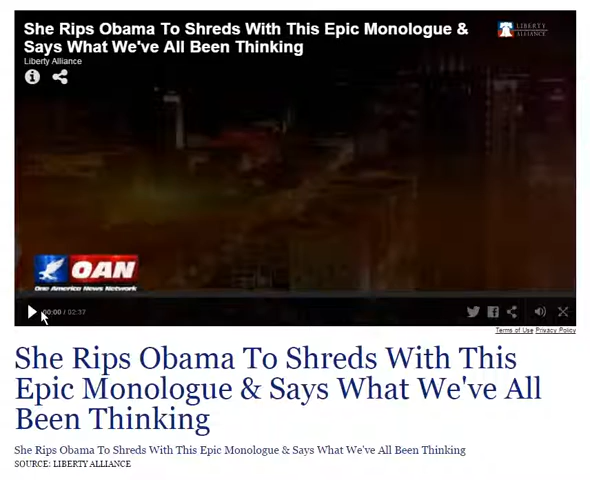 She Rips Obama To Shreds With This Epic Monologue &
Says What We've All Been Thinking
Liberty Alliance
LIBERTY
ALLIANCE
OAN
One America News Network
00:00 / 02:37
Terms of Use Privacy Policy
She Rips Obama To Shreds With This
Epic Monologue & Says What We've All
Been Thinking
She Rips Obama To Shreds With This Epic Monologue & Says What We've All Been Thinking
SOURCE: LIBERTY ALLIANCE